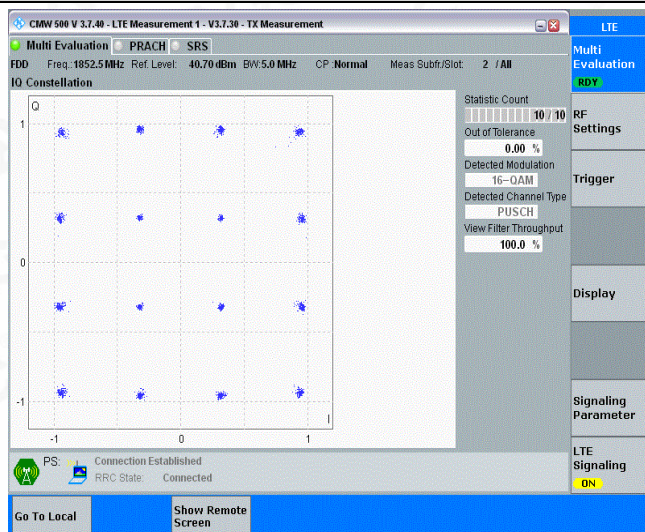 CMW 500 V 3.7.40 - LTE Measurement 1 - V3.7.30 - TX Measurement
LTE
Multi Evaluation PRACH SRS
Multi
Evaluation
RDY
FDD Freq.:1852.5 MHz Ref. Level: 40.70 dBm BW:5.0 MHz CP :Normal Meas Subfr./Slot: 2 / All
IQ Constellation
Q
1
0
-1
I
-1 0 1
Statistic Count
10 / 10
Out of Tolerance
0.00 %
Detected Modulation
16-QAM
Detected Channel Type
PUSCH
View Filter Throughput
100.0 %
RF
Settings
Trigger
Display
Signaling
Parameter
LTE
Signaling
ON
PS: Connection Established
RRC State: Connected
Go To Local
Show Remote
Screen